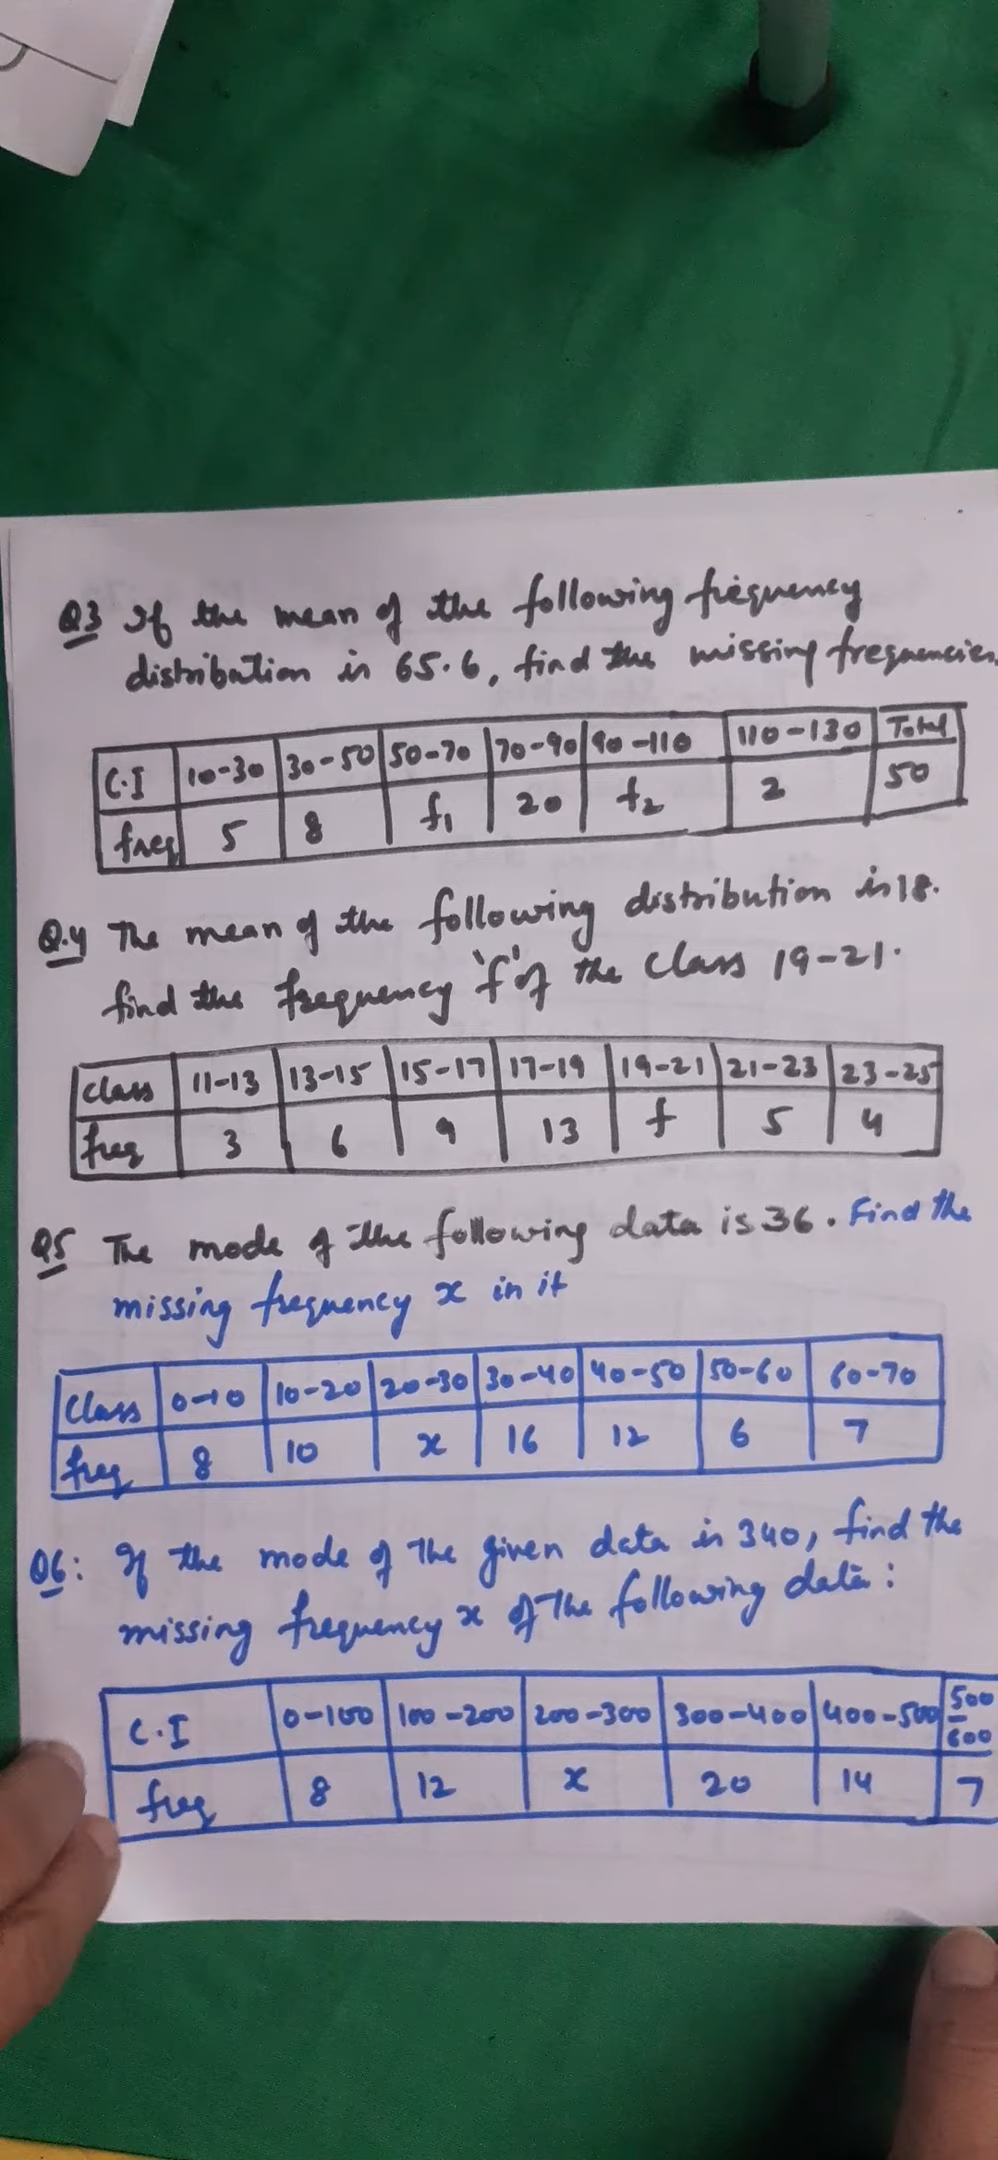 Q3 If the mean of the following frequency
distribution is 65.6, find the missing frequencies.
C.I 10-30 30-50 50-70 70-90 90-110 110-130 Total
freq 5 8 f₁ 20 f₂ 2 50
Q.4 The mean of the following distribution is 18.
find the frequency 'f' of the class 19-21.
class 11-13 13-15 15-17 17-19 19-21 21-23 23-25
freq 3 6 9 13 f 5 4
Q5 The mode of the following data is 36. Find the
missing frequency x in it
Class 0-10 10-20 20-30 30-40 40-50 50-60 60-70
freq 8 10 x 16 12 6 7
Q6: If the mode of the given data is 340, find the
missing frequency x of the following data:
C.I 0-100 100-200 200-300 300-400 400-500 500-600
freq 8 12 x 20 14 7